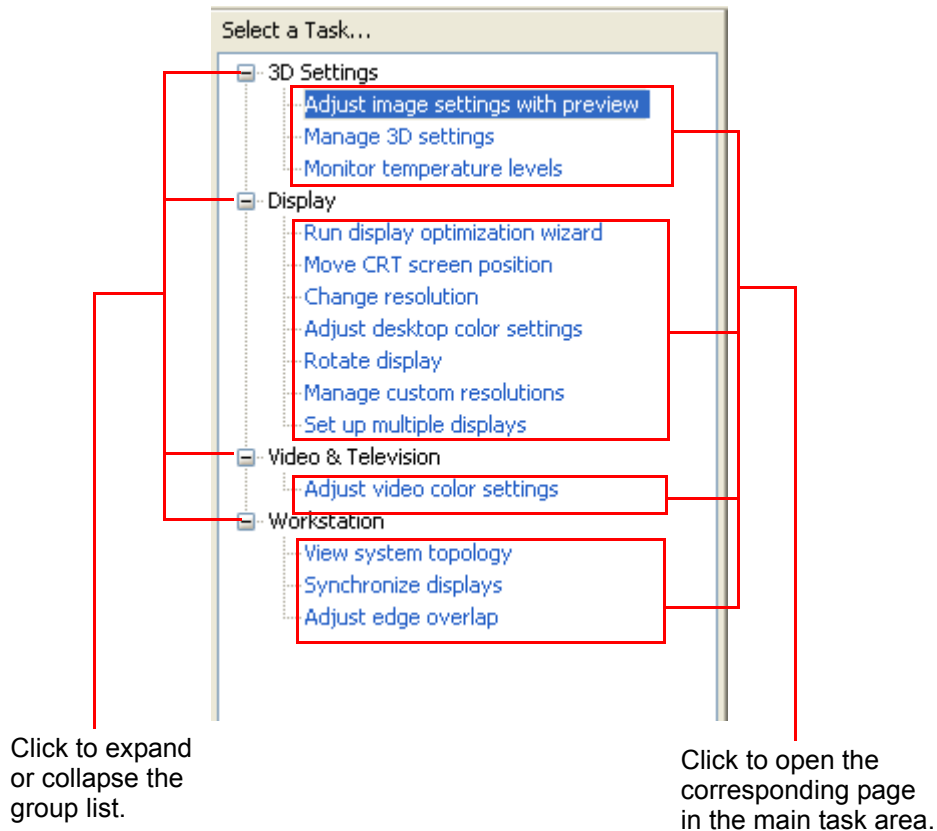 Select a Task...
3D Settings
Adjust image settings with preview
Manage 3D settings
Monitor temperature levels
Display
Run display optimization wizard
Move CRT screen position
Change resolution
Adjust desktop color settings
Rotate display
Manage custom resolutions
Set up multiple displays
Video & Television
Adjust video color settings
Workstation
View system topology
Synchronize displays
Adjust edge overlap
Click to expand
or collapse the
group list.
Click to open the
corresponding page
in the main task area.